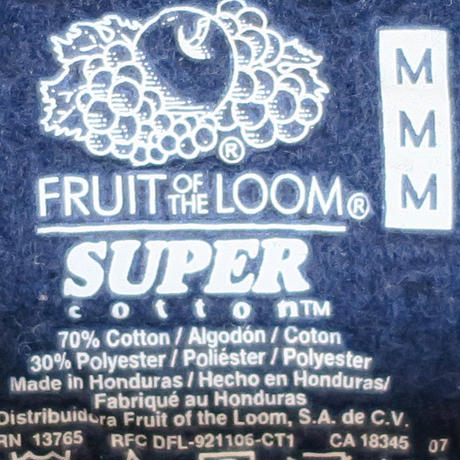 M
M
M
®
FRUIT OF THE LOOM®
SUPER
cotton™
70% Cotton / Algodón / Coton
30% Polyester / Poliéster / Polyester
Made in Honduras / Hecho en Honduras/
Fabriqué au Honduras
Distribuidora Fruit of the Loom, S.A. de C.V.
RN 13765 RFC DFL-921106-CT1 CA 18345 07